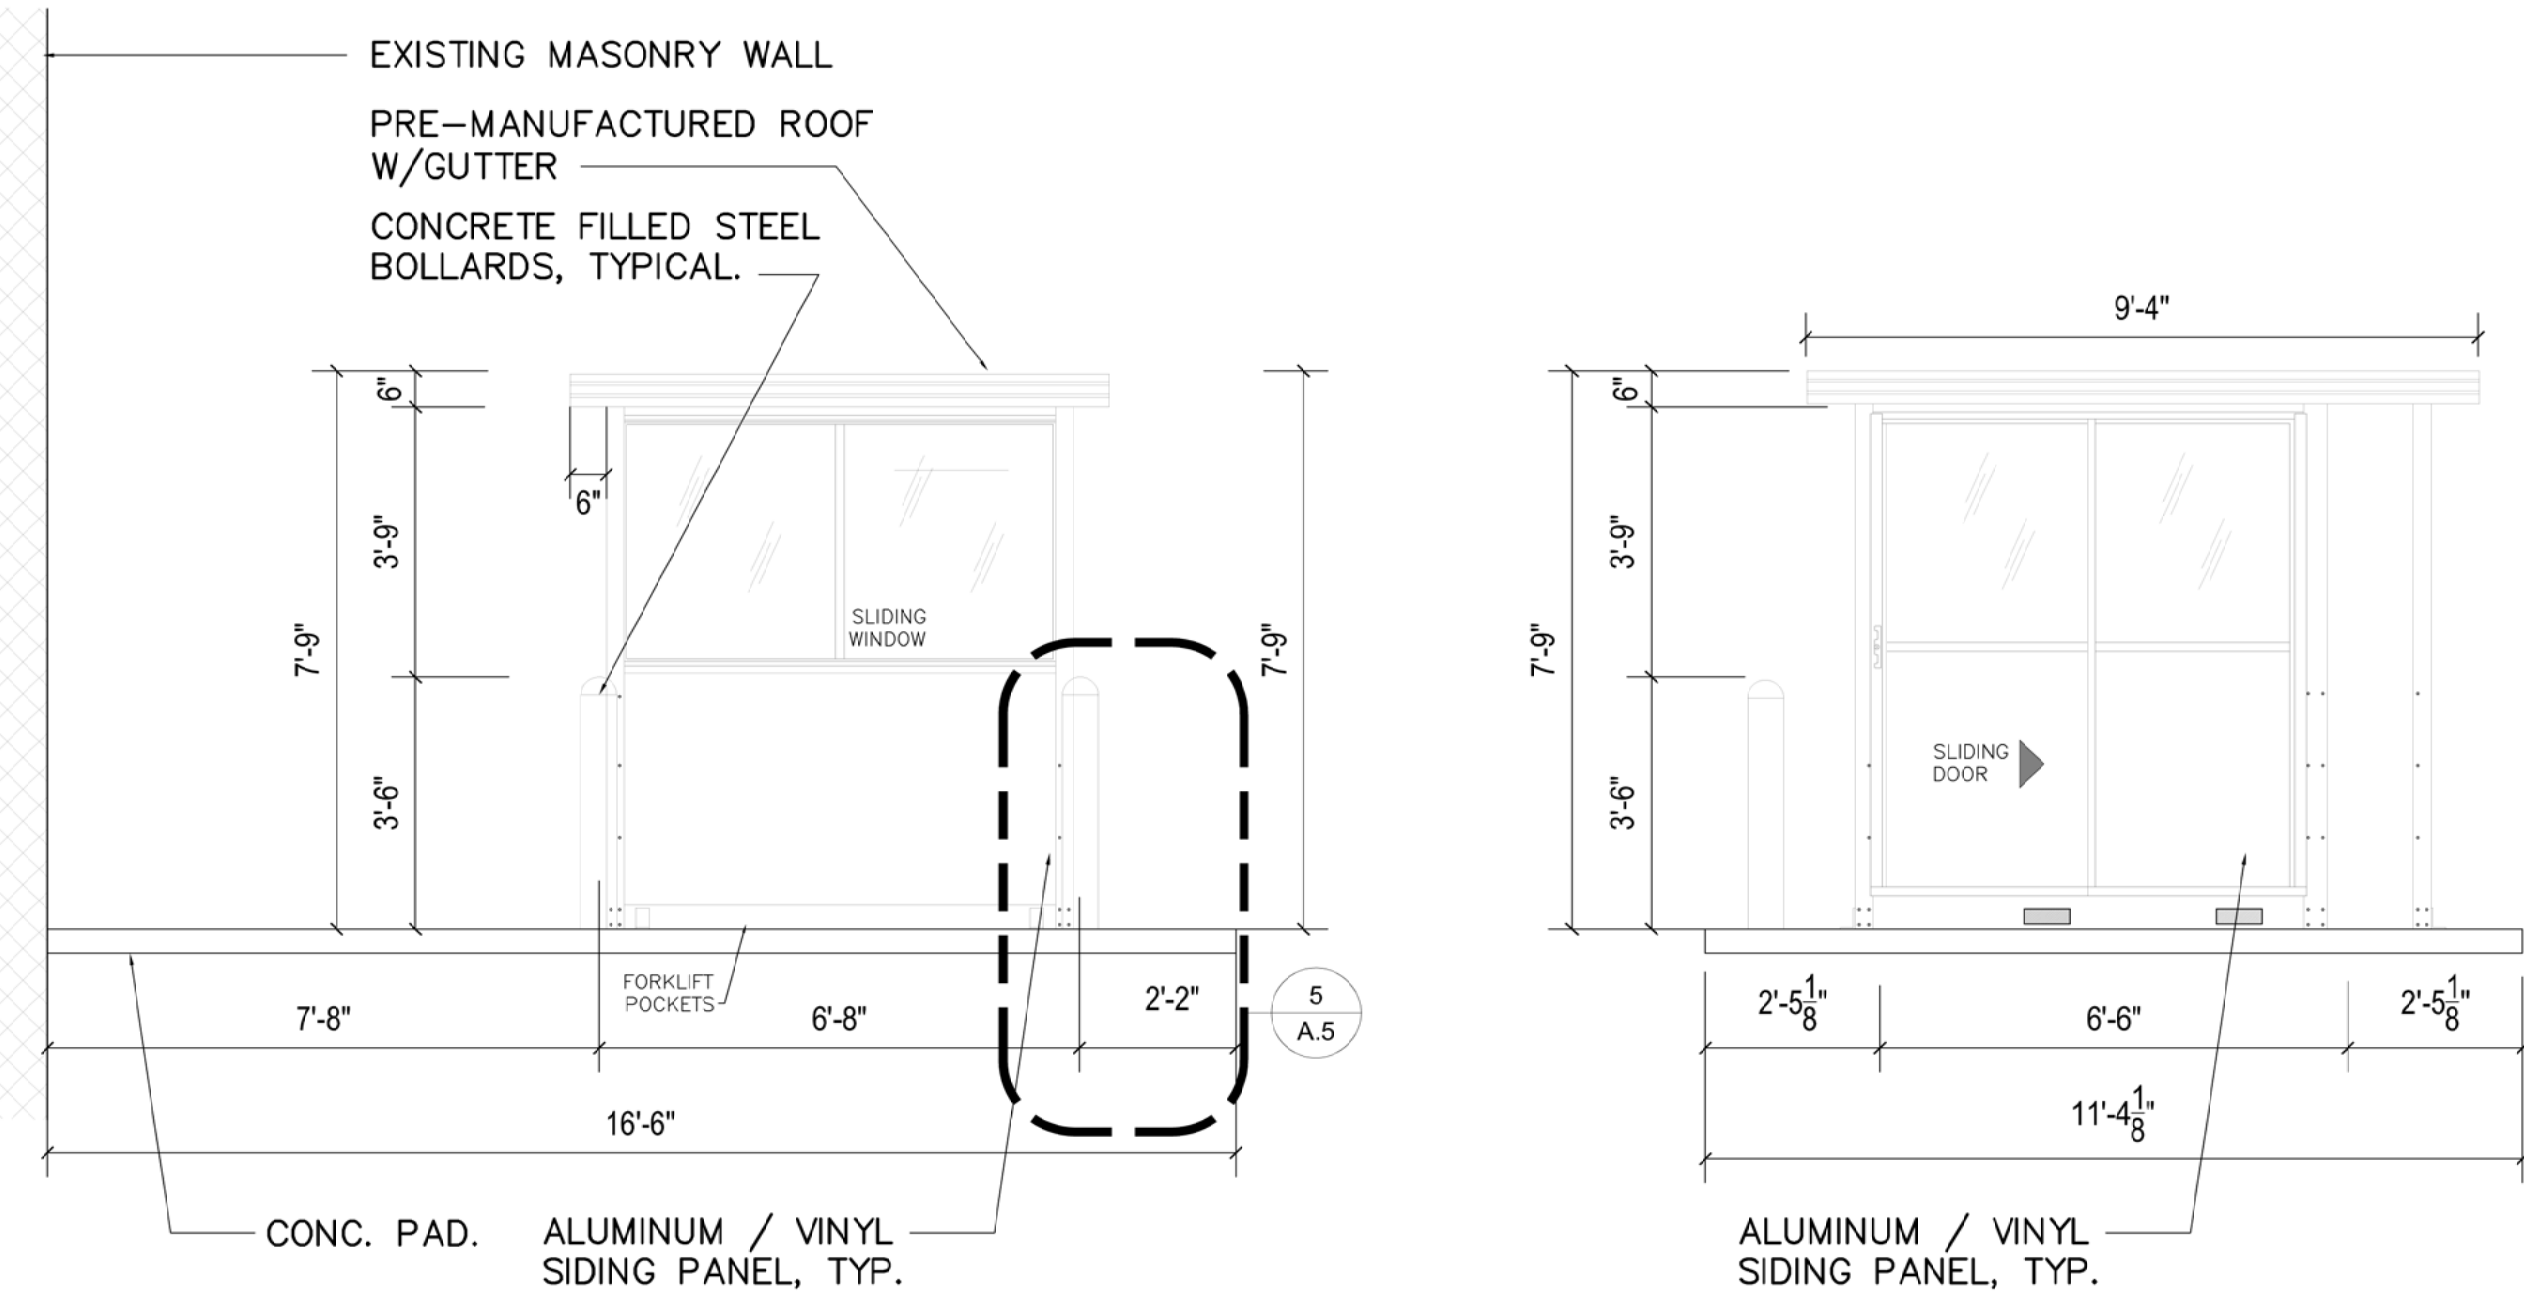 EXISTING MASONRY WALL
PRE-MANUFACTURED ROOF
W/GUTTER
CONCRETE FILLED STEEL
BOLLARDS, TYPICAL.
6"
3'-9"
3'-6"
7'-9"
6"
SLIDING
WINDOW
7'-9"
FORKLIFT
POCKETS
7'-8"
6'-8"
2'-2"
16'-6"
5
A.5
CONC. PAD.
ALUMINUM / VINYL
SIDING PANEL, TYP.
9'-4"
6"
3'-9"
3'-6"
7'-9"
SLIDING
DOOR
2'-5 1/8"
6'-6"
2'-5 1/8"
11'-4 1/8"
ALUMINUM / VINYL
SIDING PANEL, TYP.